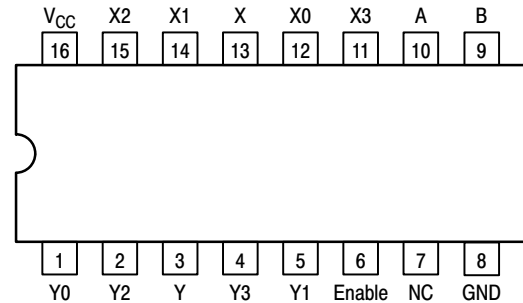 V_CC X2 X1 X X0 X3 A B
16 15 14 13 12 11 10 9
1 2 3 4 5 6 7 8
Y0 Y2 Y Y3 Y1 Enable NC GND